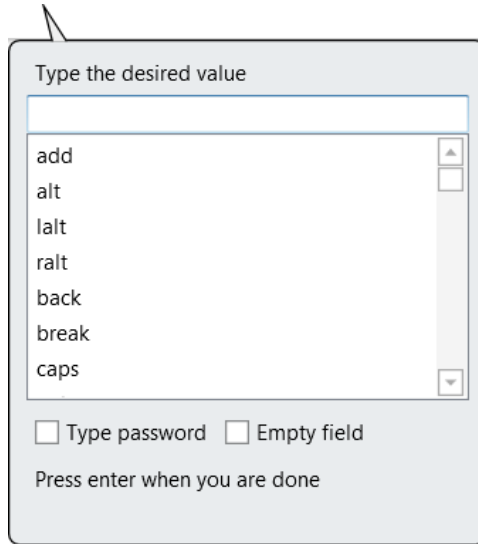 Type the desired value
add
alt
lalt
ralt
back
break
caps
Type password Empty field
Press enter when you are done